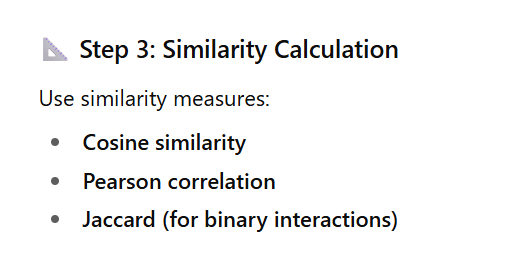 Step 3: Similarity Calculation
Use similarity measures:
• Cosine similarity
• Pearson correlation
• Jaccard (for binary interactions)